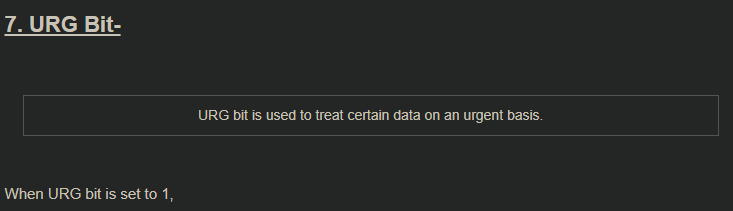 7. URG Bit-
URG bit is used to treat certain data on an urgent basis.
When URG bit is set to 1,